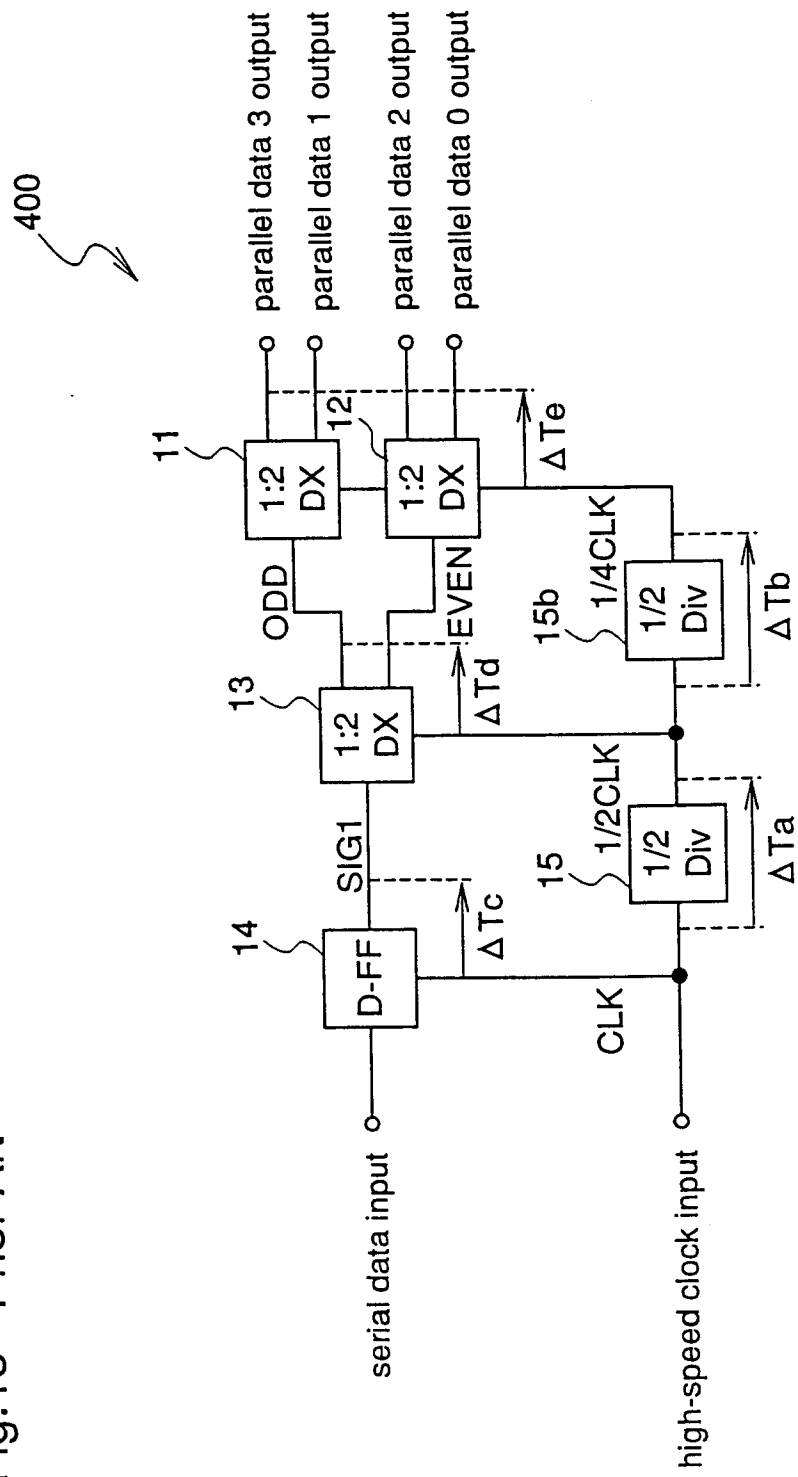 Prior Art
400
parallel data 3 output
parallel data 1 output
parallel data 2 output
parallel data 0 output
11
1:2
DX
12
1:2
DX
ΔTe
ODD
EVEN
13
1:2
DX
ΔTd
SIG1
14
D-FF
ΔTc
serial data input
CLK
high-speed clock input
15
1/2
Div
1/2CLK
ΔTa
15b
1/2
Div
1/4CLK
ΔTb